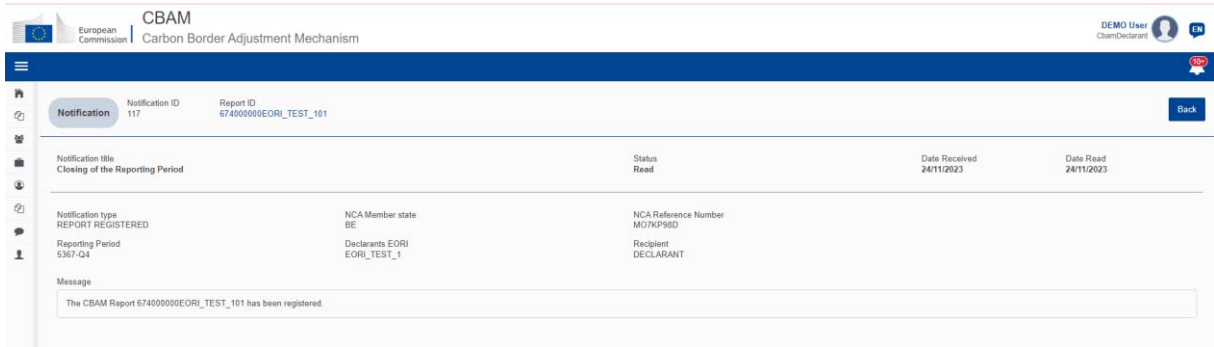 European
Commission
CBAM
Carbon Border Adjustment Mechanism
DEMO User
CbamDeclarant
EN
10+
Notification
Notification ID
117
Report ID
674000000EORI_TEST_101
Back
Notification title
Closing of the Reporting Period
Status
Read
Date Received
24/11/2023
Date Read
24/11/2023
Notification type
REPORT REGISTERED
NCA Member state
BE
NCA Reference Number
MO7KP98D
Reporting Period
5367-Q4
Declarants EORI
EORI_TEST_1
Recipient
DECLARANT
Message
The CBAM Report 674000000EORI_TEST_101 has been registered.